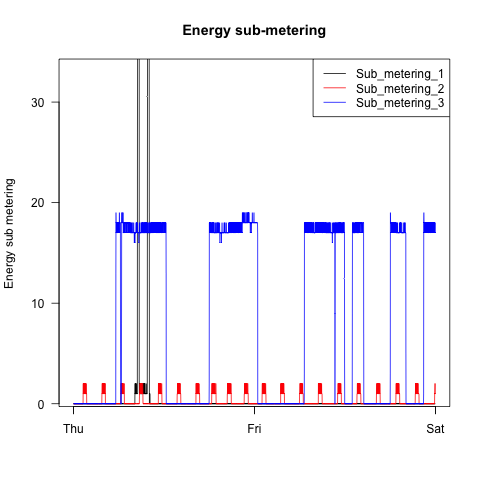 Energy sub-metering
Sub_metering_1
Sub_metering_2
Sub_metering_3
Energy sub metering
30
20
10
0
Thu Fri Sat